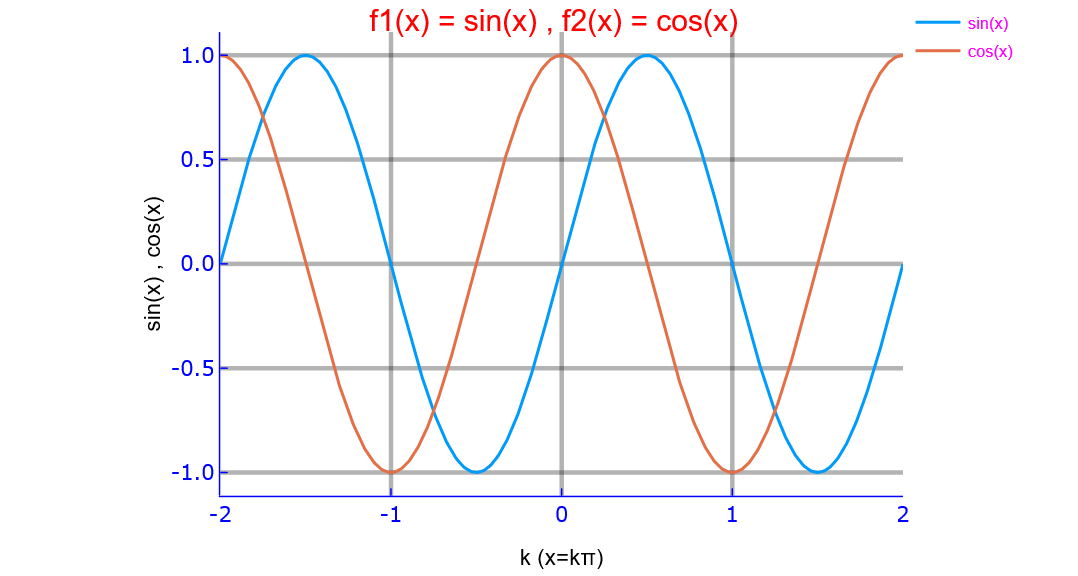 f1(x) = sin(x) , f2(x) = cos(x)
sin(x)
cos(x)
1.0
0.5
0.0
-0.5
-1.0
sin(x) , cos(x)
-2 -1 0 1 2
k (x=kπ)